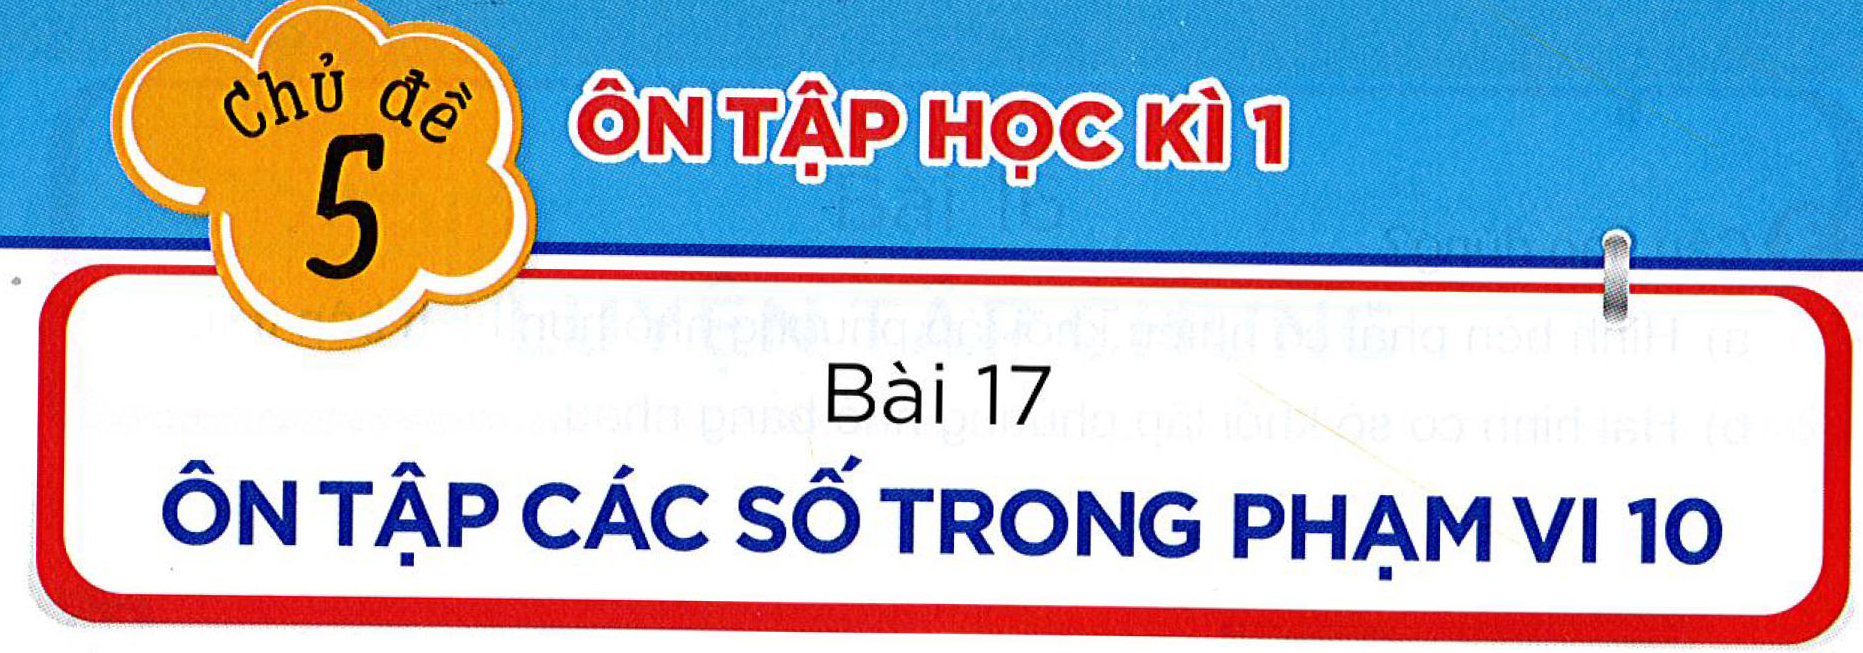 Chủ đề
5
ÔN TẬP HỌC KÌ 1
Bài 17
ÔN TẬP CÁC SỐ TRONG PHẠM VI 10